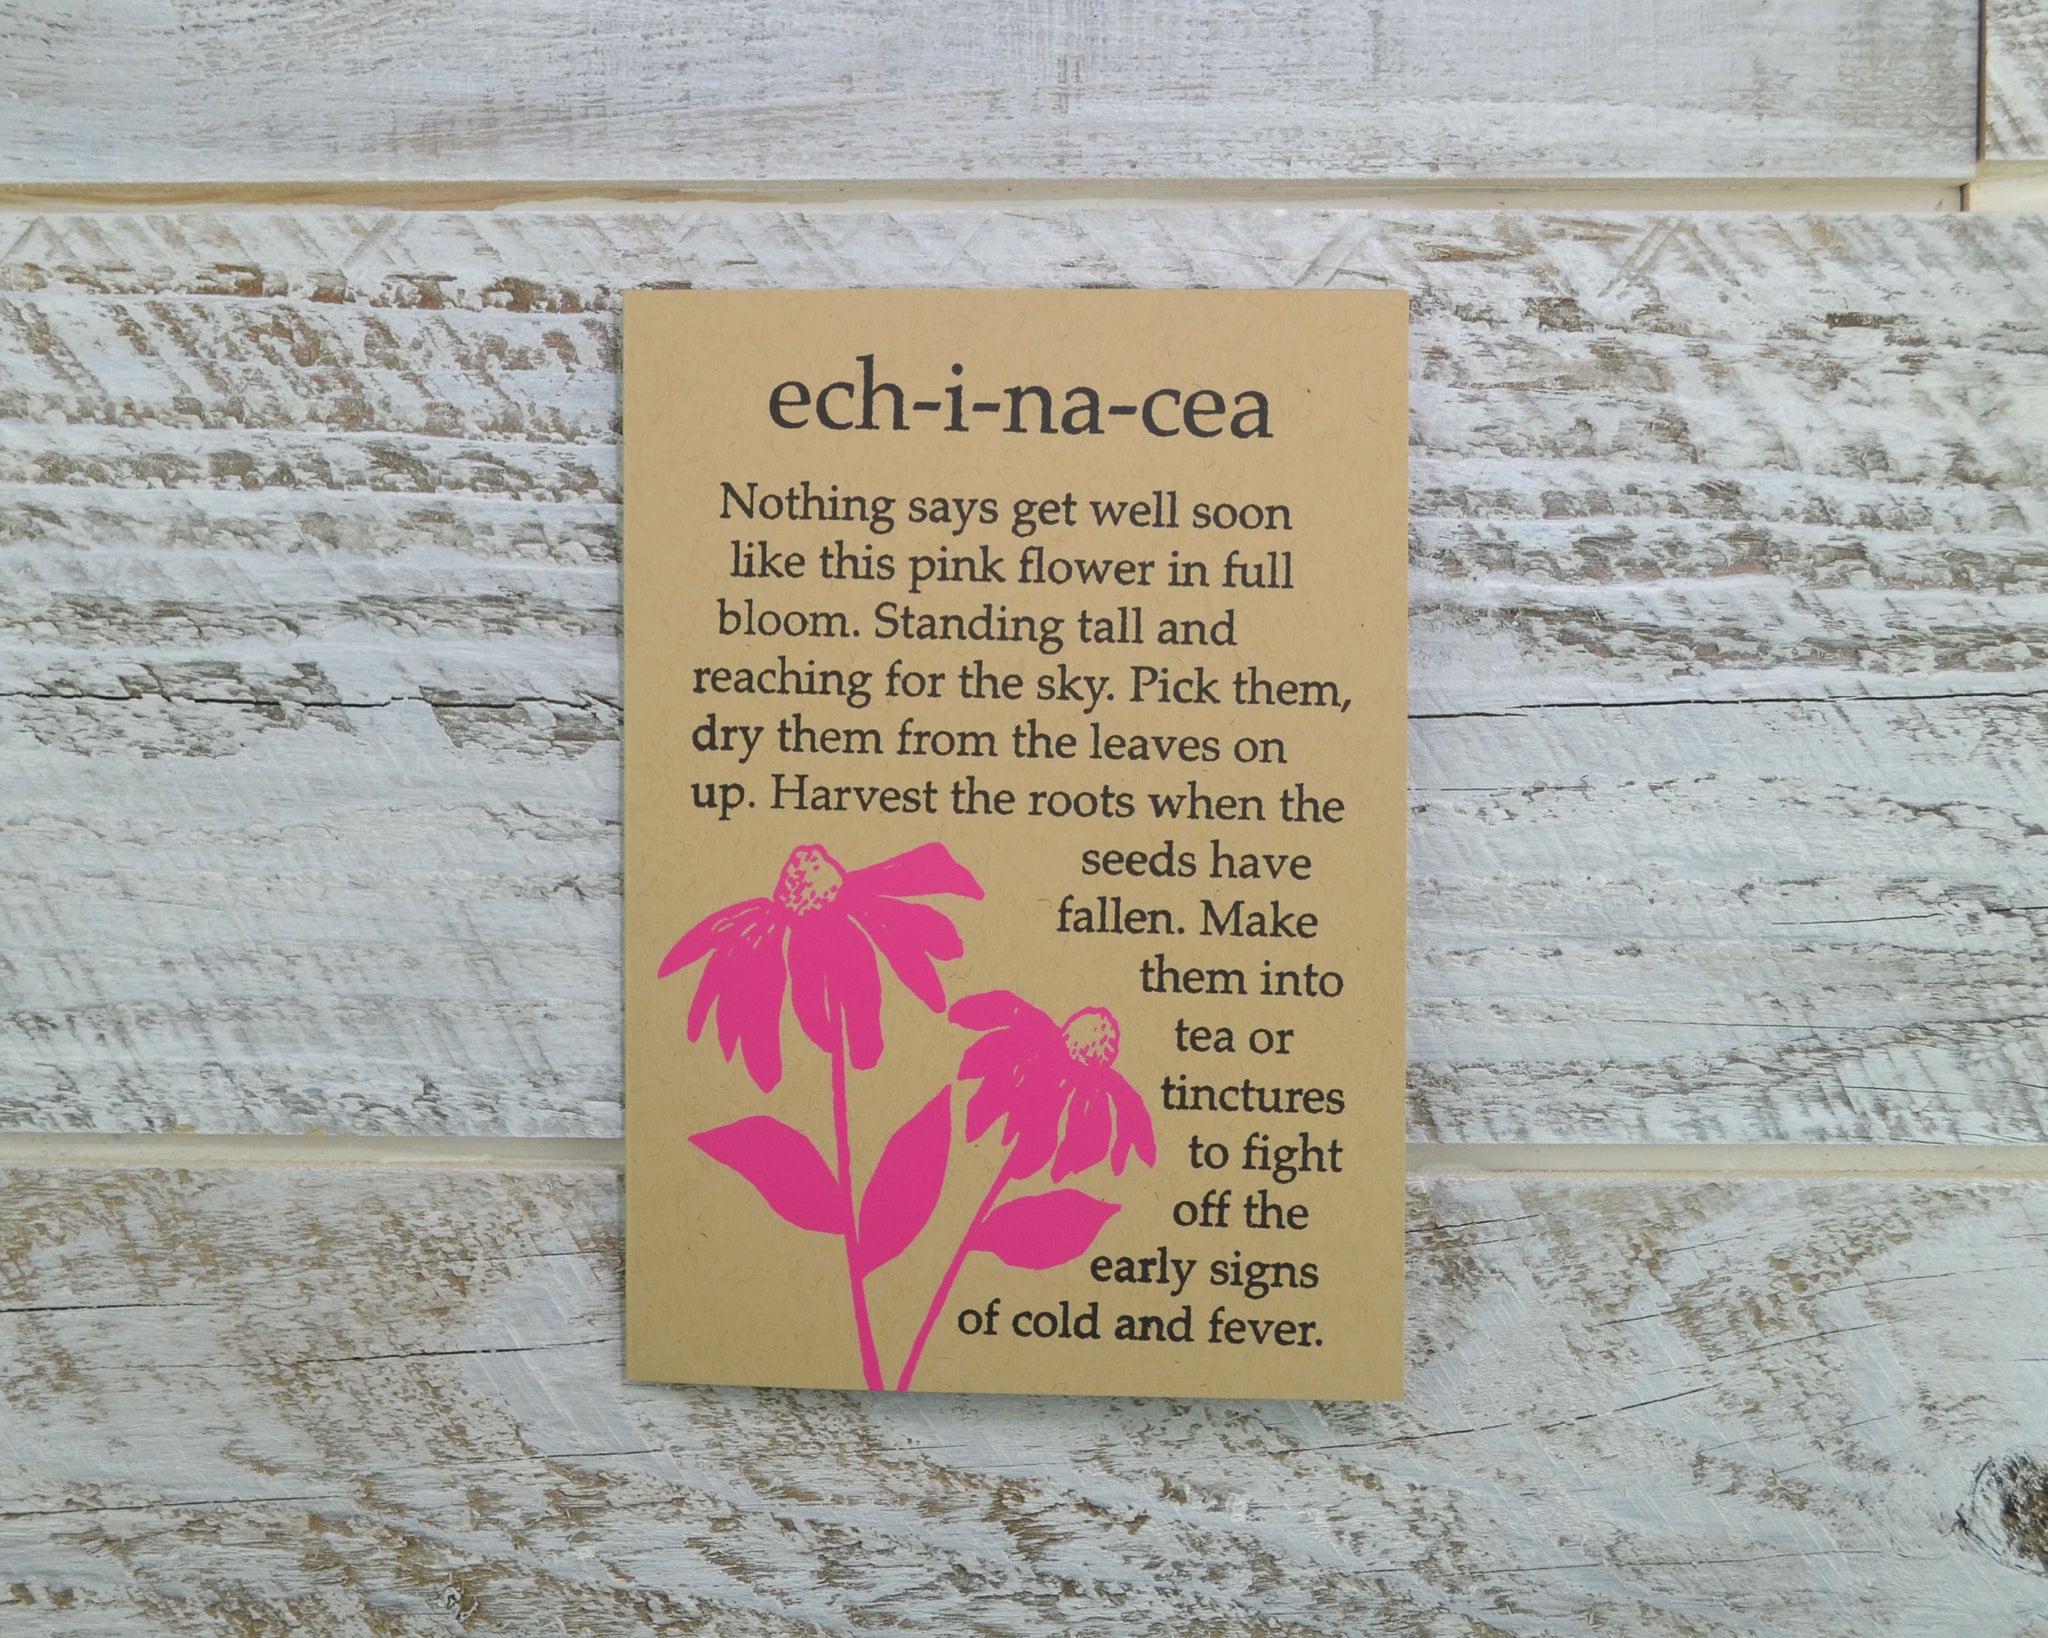 ech-i-na-cea
Nothing says get well soon
like this pink flower in full
bloom. Standing tall and
reaching for the sky. Pick them,
dry them from the leaves on
up. Harvest the roots when the
seeds have
fallen. Make
them into
tea or
tinctures
to fight
off the
early signs
of cold and fever.